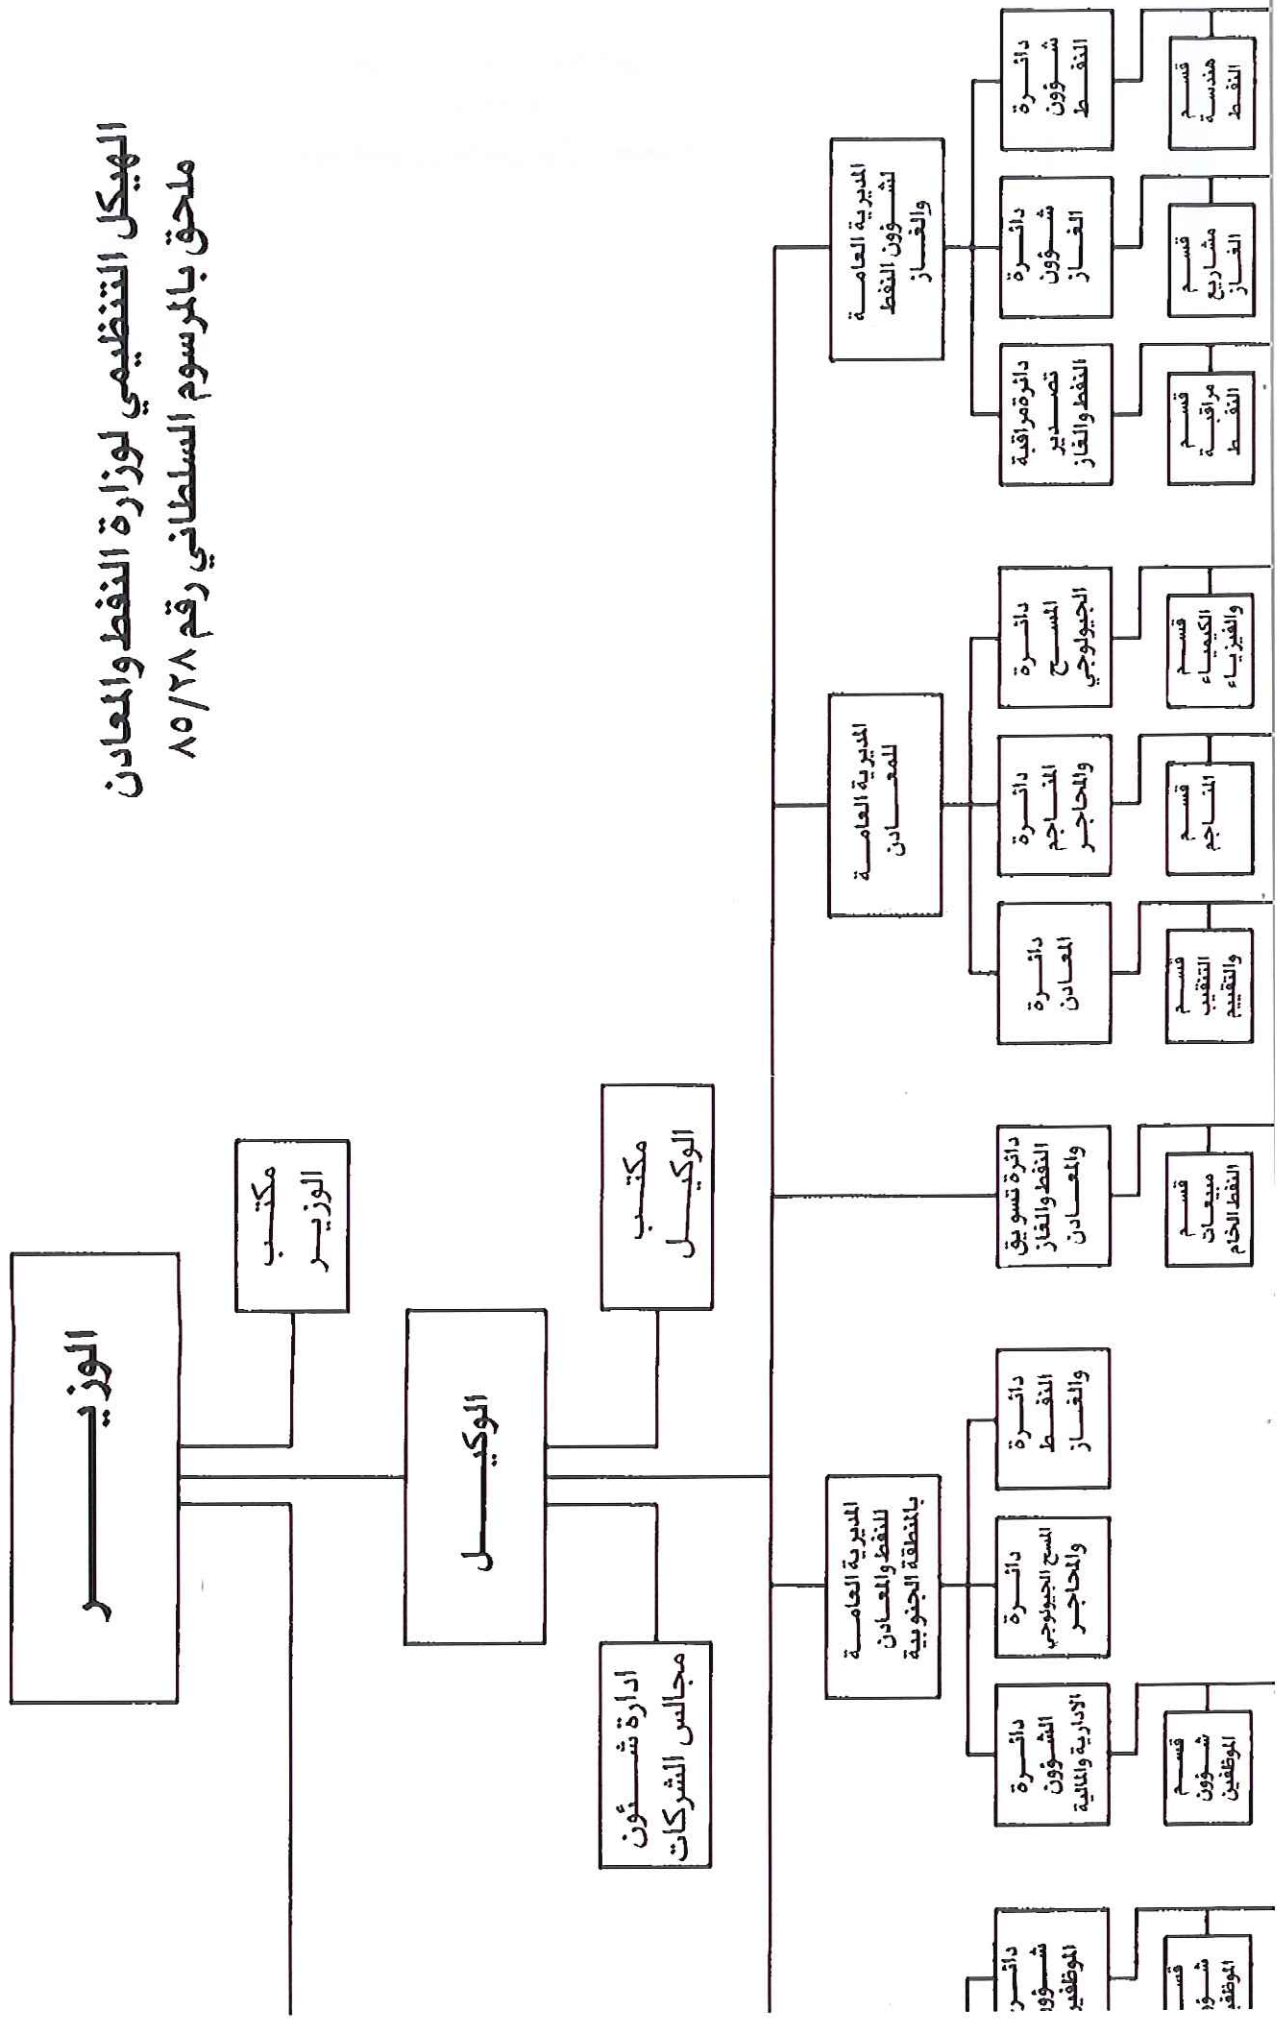 الهيكل التنظيمي لوزارة النفط والمعادن
ملحق بالمرسوم السلطاني رقم ٨٥/٢٨
الوزيـــر
مكتب
الوزير
الوكيـــل
مكتب
الوكيل
ادارة شئون
مجالس الشركات
المديرية العامة
لشؤون النفط
والغاز
المديرية العامة
للمعادن
المديرية العامة
للنفط والمعادن
بالمنطقة الجنوبية
دائرة
شؤون
النفط
دائرة
شؤون
الغاز
دائرة مراقبة
تصدير
النفط والغاز
دائرة
المسح
الجيولوجي
دائرة
المناجم
والمحاجر
دائرة
المعادن
دائرة تسويق
النفط والغاز
والمعادن
دائرة
النفط
والغاز
دائرة
المسح الجيولوجي
والمحاجر
دائرة
الشؤون
الادارية والمالية
قسم
هندسة
النفط
قسم
مشاريع
الغاز
قسم
مراقبة
النفط
قسم
الكيمياء
والفيزياء
قسم
المناجم
قسم
التنقيب
والتقييم
قسم
مبيعات
النفط الخام
قسم
شؤون
الموظفين